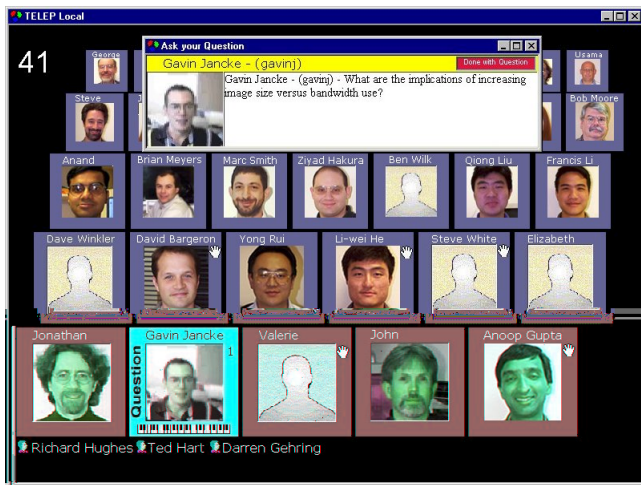 TELEP Local
41
George
Ask your Question
Usama
Gavin Jancke - (gavinj)
Done with Question
Gavin Jancke - (gavinj) - What are the implications of increasing
image size versus bandwidth use?
Steve
Bob Moore
Anand
Brian Meyers
Marc Smith
Ziyad Hakura
Ben Wilk
Qiong Liu
Francis Li
Dave Winkler
David Bargeron
Yong Rui
Li-wei He
Steve White
Elizabeth
Jonathan
Gavin Jancke
Valerie
John
Anoop Gupta
Question
1
Richard Hughes
Ted Hart
Darren Gehring